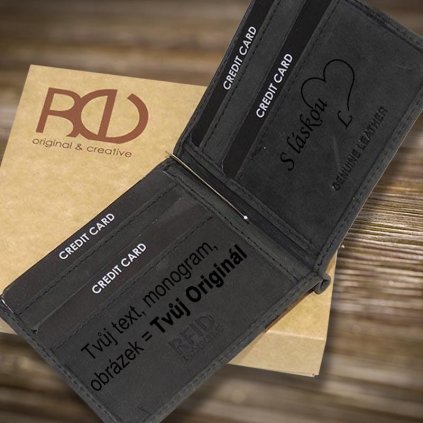 RED
original & creative
CREDIT CARD
CREDIT CARD
S láskou
L.
GENUINE LEATHER
CREDIT CARD
CREDIT CARD
Tvůj text, monogram,
obrázek = Tvůj Originál